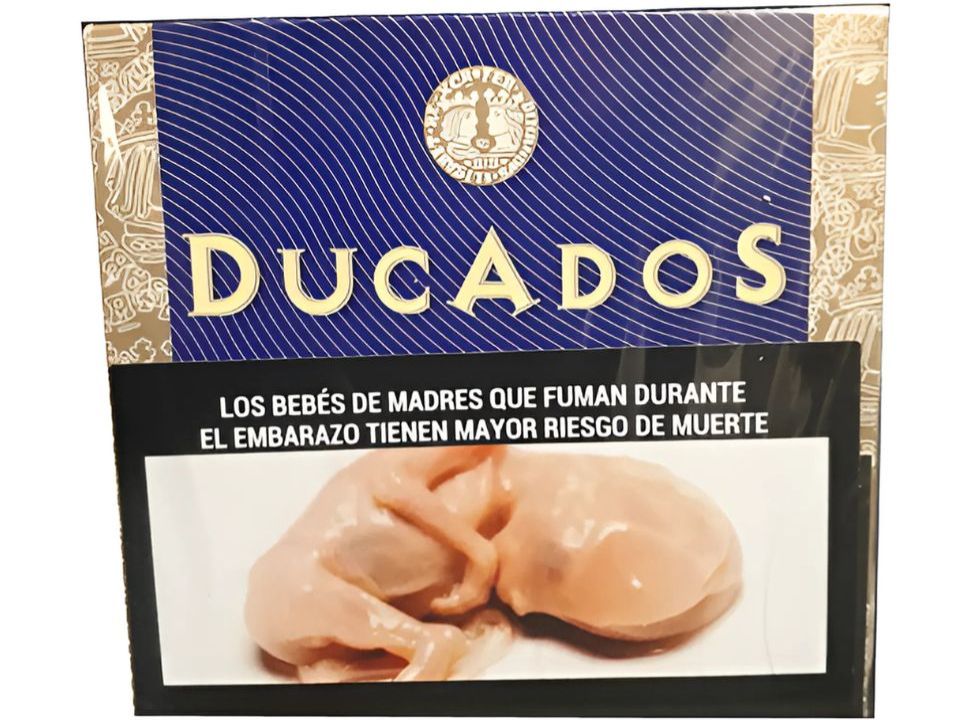 DUCADOS
LOS BEBÉS DE MADRES QUE FUMAN DURANTE
EL EMBARAZO TIENEN MAYOR RIESGO DE MUERTE